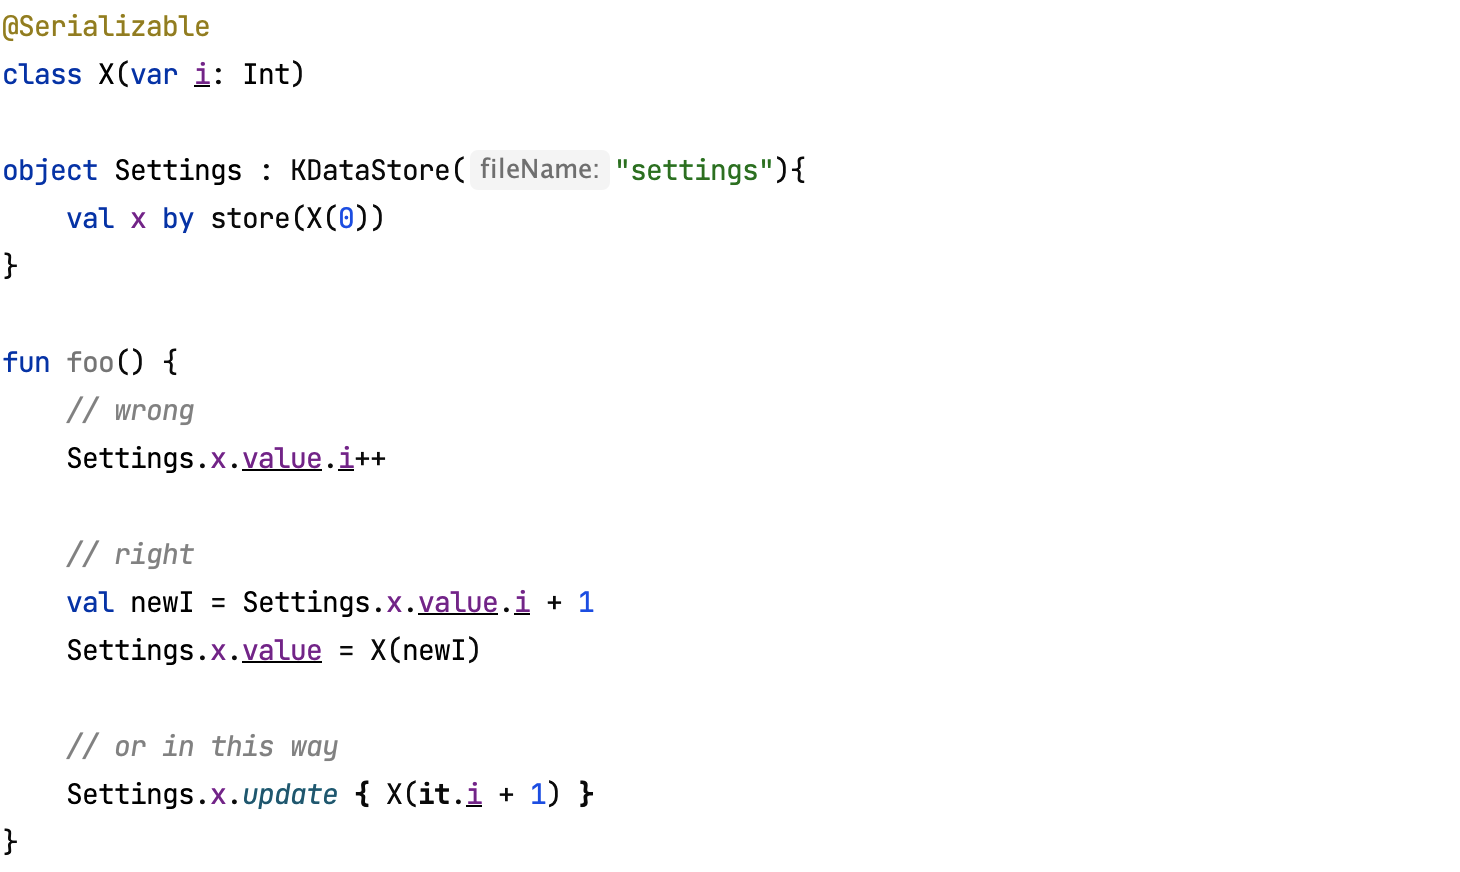 @Serializable
class X(var i: Int)
object Settings : KDataStore( fileName: "settings"){
    val x by store(X(0))
}
fun foo() {
    // wrong
    Settings.x.value.i++
    // right
    val newI = Settings.x.value.i + 1
    Settings.x.value = X(newI)
    // or in this way
    Settings.x.update { X(it.i + 1) }
}